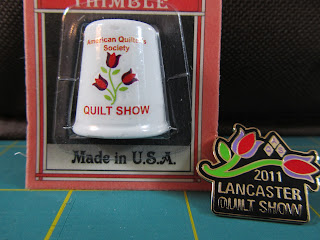 THIMBLE
American Quilter's
Society
QUILT SHOW
Made in U.S.A.
2011
LANCASTER
QUILT SHOW